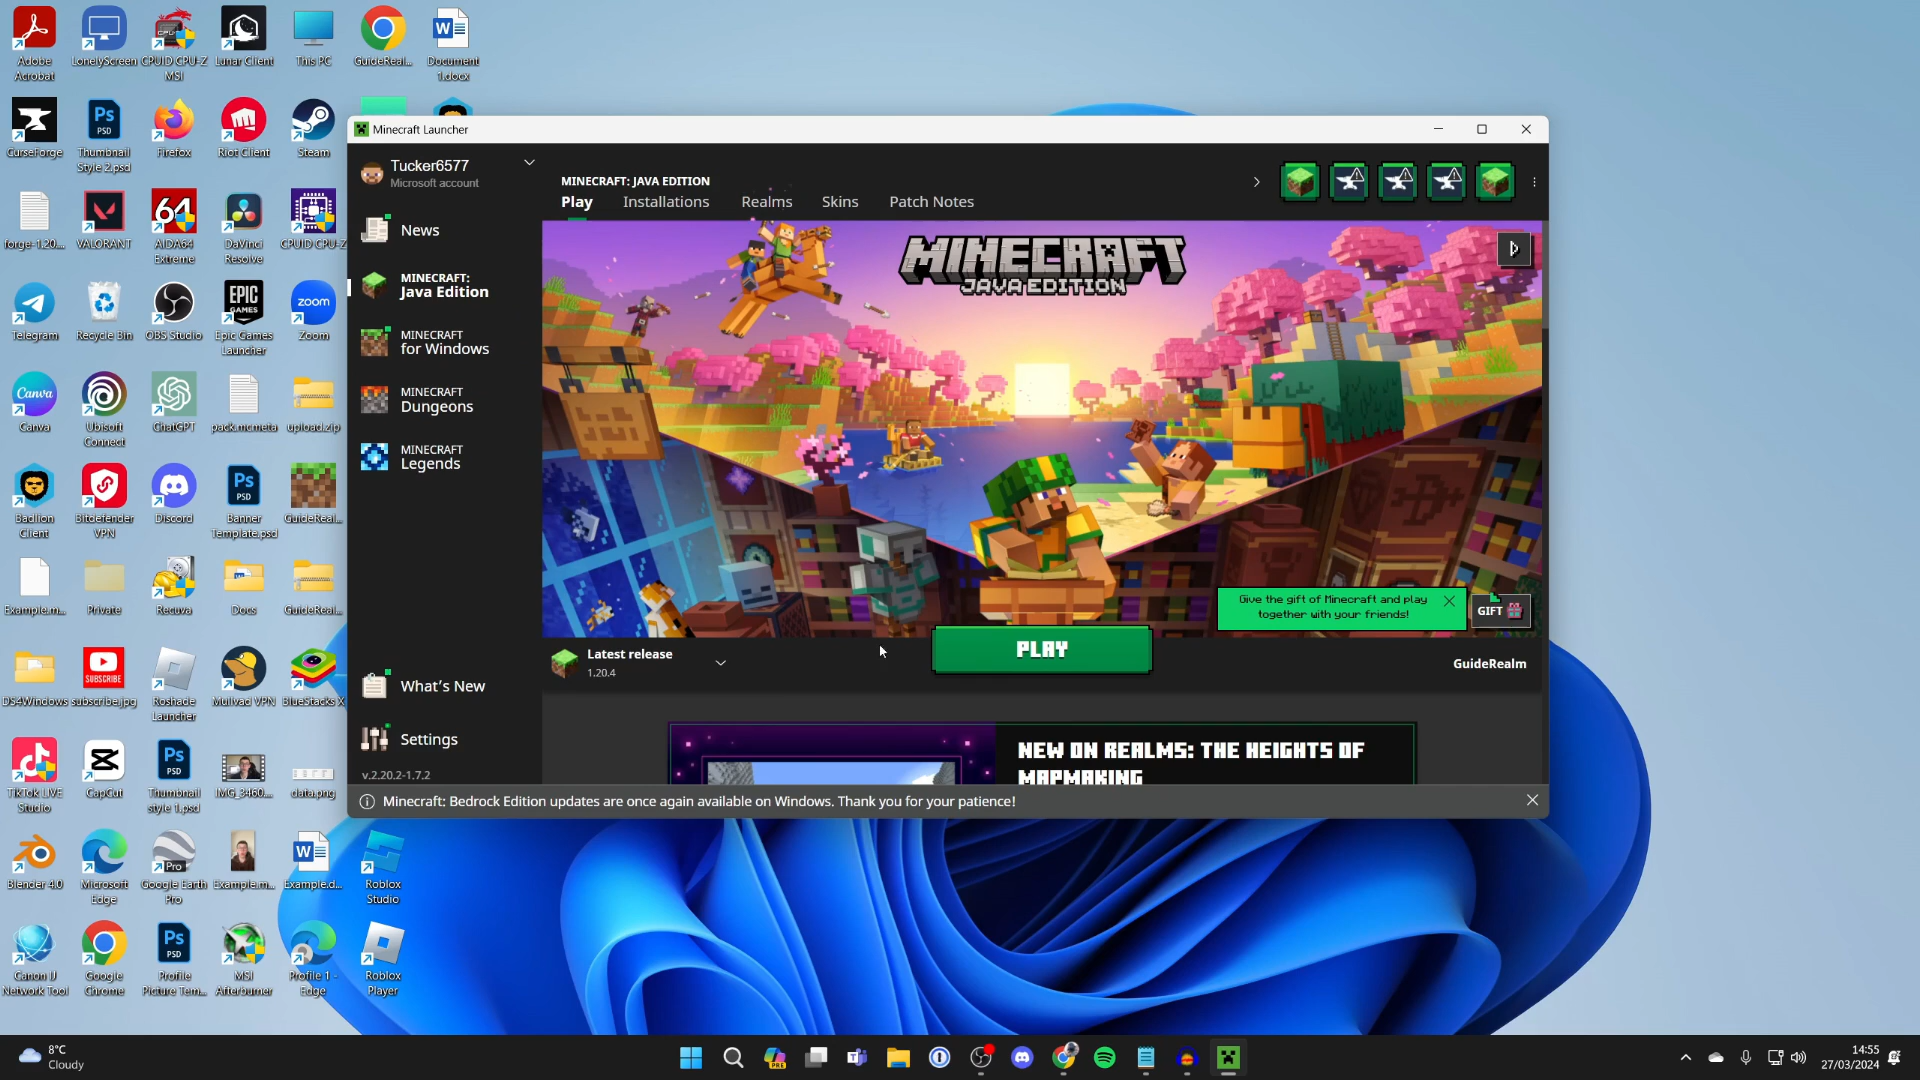 Adobe
Acrobat
LonelyScreen
CPUID CPU-Z
MSI
Lunar Client
This PC
GuideReal...
Document
1.docx
CurseForge
Thumbnail
Style 2.psd
Firefox
Riot Client
Steam
forge-1.20....
VALORANT
AIDA64
Extreme
DaVinci
Resolve
CPUID CPU-Z
Telegram
Recycle Bin
OBS Studio
Epic Games
Launcher
Zoom
Canva
Ubisoft
Connect
ChatGPT
pack.mcmeta
upload.zip
Badlion
Client
Bitdefender
VPN
Discord
Banner
Template.psd
GuideReal...
Example.m...
Private
Recuva
Docs
GuideReal...
DS4Windows
subscribe.jpg
Roshade
Launcher
Mullvad VPN
BlueStacks X
TikTok LIVE
Studio
CapCut
Thumbnail
style 1.psd
IMG_3460....
data.png
Blender 4.0
Microsoft
Edge
Google Earth
Pro
Example.m...
Example.d...
Roblox
Studio
Canon IJ
Network Tool
Google
Chrome
Profile
Picture Tem...
MSI
Afterburner
Profile 1 -
Edge
Roblox
Player
Minecraft Launcher
Tucker6577
Microsoft account
News
MINECRAFT:
Java Edition
MINECRAFT
for Windows
MINECRAFT
Dungeons
MINECRAFT
Legends
What's New
Settings
v.2.20.2-1.7.2
MINECRAFT: JAVA EDITION
Play Installations Realms Skins Patch Notes
MINECRAFT
JAVA EDITION
Give the gift of Minecraft and play
together with your friends!
GIFT
Latest release
1.20.4
PLAY
GuideRealm
NEW ON REALMS: THE HEIGHTS OF
MAPMAKING
Minecraft: Bedrock Edition updates are once again available on Windows. Thank you for your patience!
8°C
Cloudy
14:55
27/03/2024